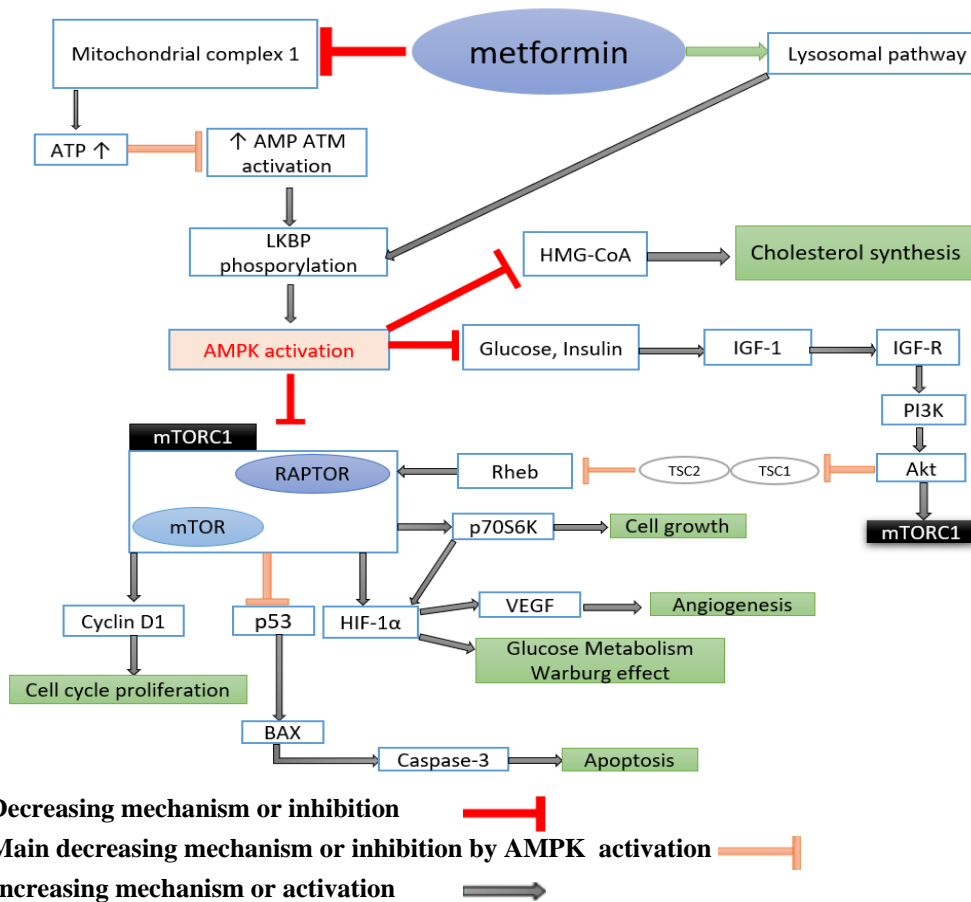 metformin
Mitochondrial complex 1
Lysosomal pathway
ATP ↑
↑ AMP ATM
activation
LKBP
phosporylation
HMG-CoA
Cholesterol synthesis
AMPK activation
Glucose, Insulin
IGF-1
IGF-R
PI3K
mTORC1
RAPTOR
Rheb
TSC2
TSC1
Akt
mTOR
p70S6K
Cell growth
mTORC1
Cyclin D1
p53
HIF-1α
VEGF
Angiogenesis
Glucose Metabolism
Warburg effect
Cell cycle proliferation
BAX
Caspase-3
Apoptosis
Decreasing mechanism or inhibition
Main decreasing mechanism or inhibition by AMPK activation
ncreasing mechanism or activation